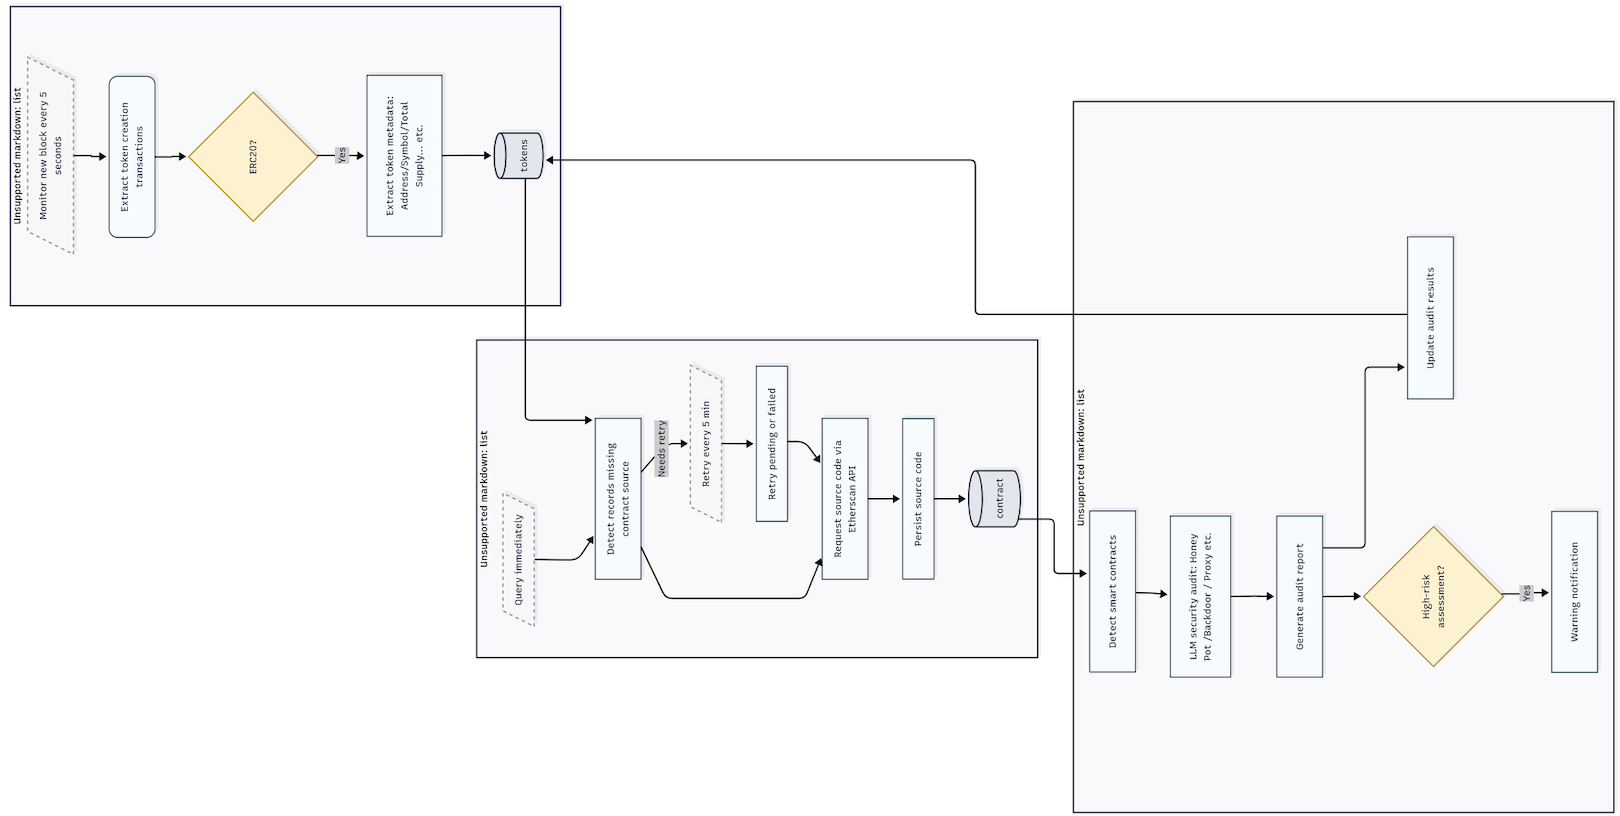 Unsupported markdown: list
Monitor new block every 5
seconds
Extract token creation
transactions
ERC20?
Yes
Extract token metadata:
Address/Symbol/Total
Supply... etc.
tokens
Unsupported markdown: list
Query immediately
Detect records missing
contract source
Needs retry
Retry every 5 min
Retry pending or failed
Request source code via
Etherscan API
Persist source code
contract
Unsupported markdown: list
Detect smart contracts
LLM security audit: Honey
Pot /Backdoor / Proxy etc.
Generate audit report
Update audit results
High-risk
assessment?
Yes
Warning notification